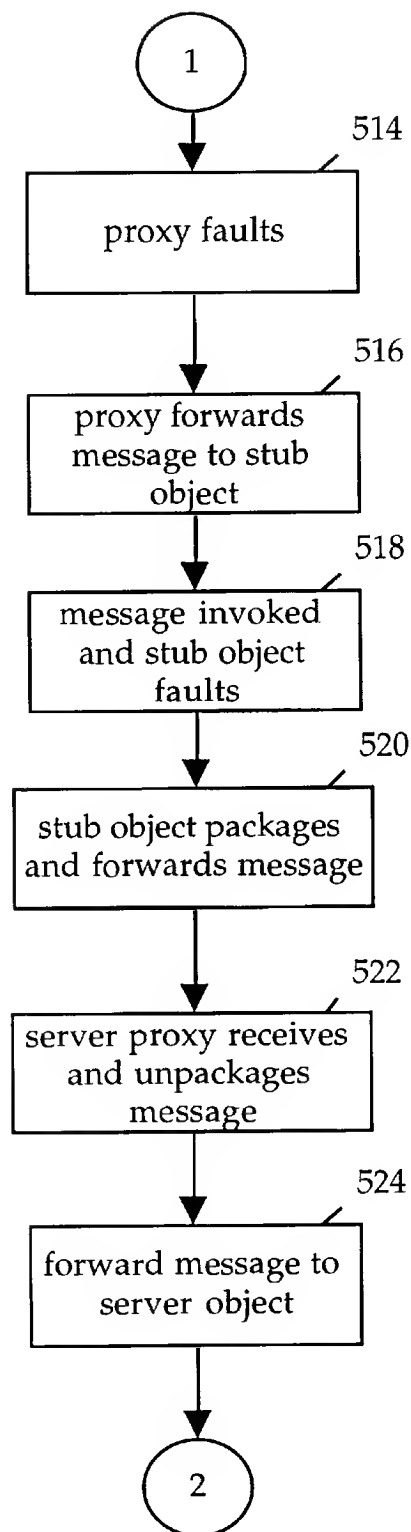 1
514
proxy faults
516
proxy forwards
message to stub
object
518
message invoked
and stub object
faults
520
stub object packages
and forwards message
522
server proxy receives
and unpackages
message
524
forward message to
server object
2